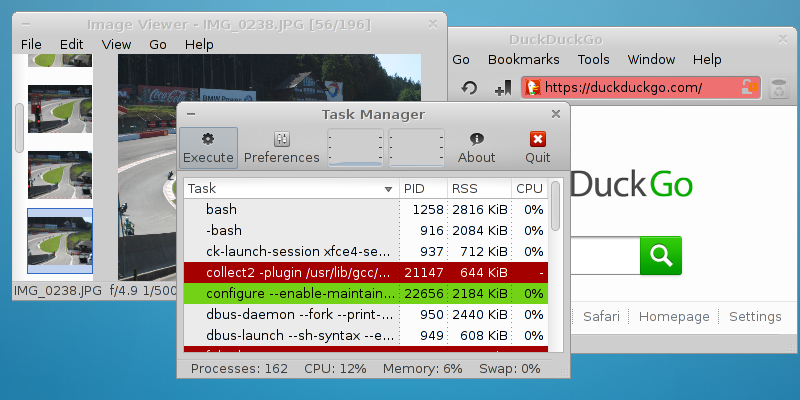 Image Viewer - IMG_0238.JPG [56/196]
File Edit View Go Help
Coca-Cola
BMW Power
IMG_0238.JPG f/4.9 1/500
DuckDuckGo
Go Bookmarks Tools Window Help
https://duckduckgo.com/
DuckGo
Safari Homepage Settings
Task Manager
Execute Preferences About Quit
Task PID RSS CPU
bash 1258 2816 KiB 0%
-bash 916 2084 KiB 0%
ck-launch-session xfce4-se... 937 712 KiB 0%
collect2 -plugin /usr/lib/gcc/... 21147 644 KiB -
configure --enable-maintain... 22656 2184 KiB 0%
dbus-daemon --fork --print-... 950 2440 KiB 0%
dbus-launch --sh-syntax --e... 949 608 KiB 0%
Processes: 162 CPU: 12% Memory: 6% Swap: 0%